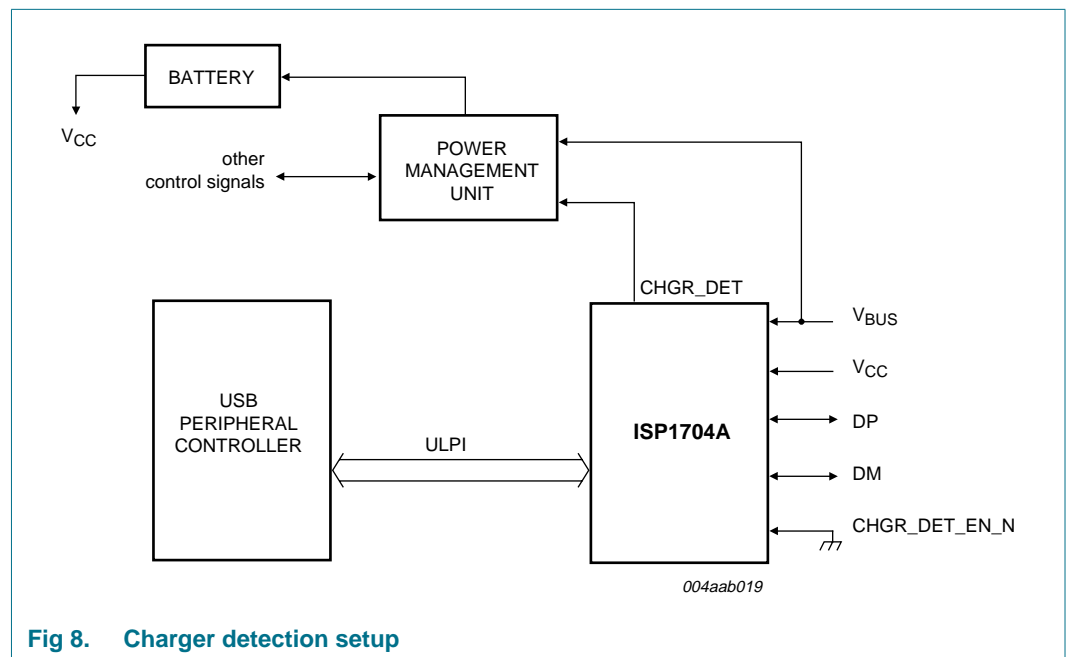 BATTERY
VCC
other
control signals
POWER
MANAGEMENT
UNIT
CHGR_DET
USB
PERIPHERAL
CONTROLLER
ULPI
ISP1704A
VBUS
VCC
DP
DM
CHGR_DET_EN_N
004aab019
Fig 8. Charger detection setup